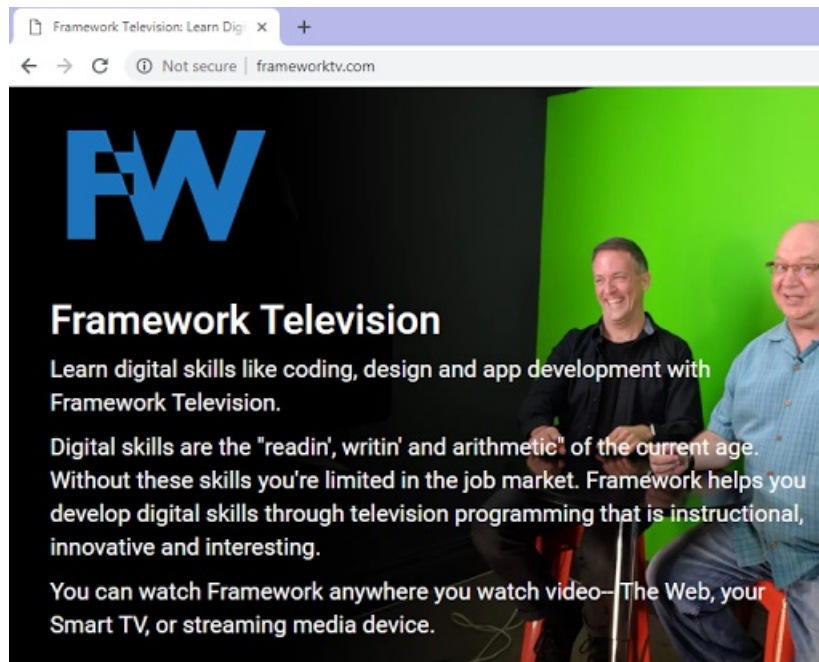 Framework Television: Learn Dig
Not secure | frameworktv.com
FW
Framework Television
Learn digital skills like coding, design and app development with
Framework Television.
Digital skills are the "readin', writin' and arithmetic" of the current age.
Without these skills you're limited in the job market. Framework helps you
develop digital skills through television programming that is instructional,
innovative and interesting.
You can watch Framework anywhere you watch video-- The Web, your
Smart TV, or streaming media device.